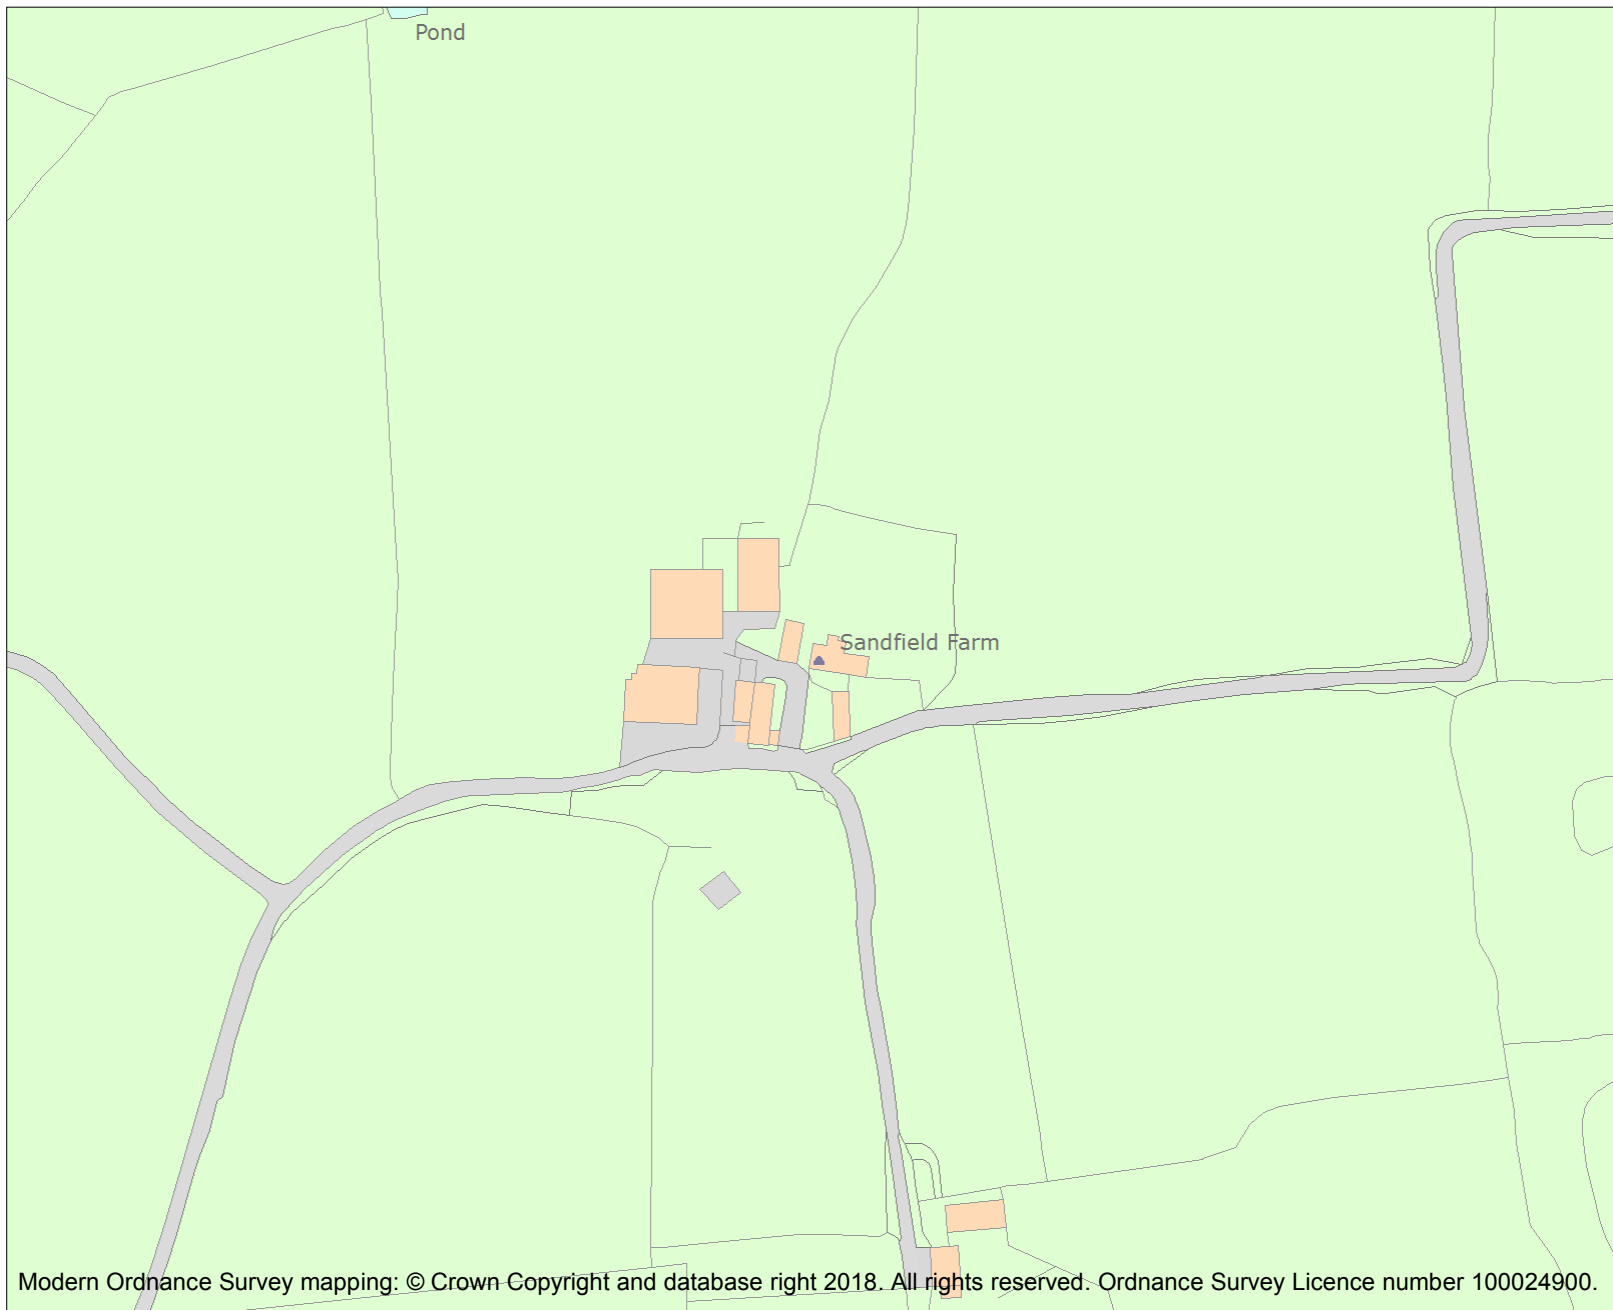 Pond
Sandfield Farm
Modern Ordnance Survey mapping: © Crown Copyright and database right 2018. All rights reserved. Ordnance Survey Licence number 100024900.